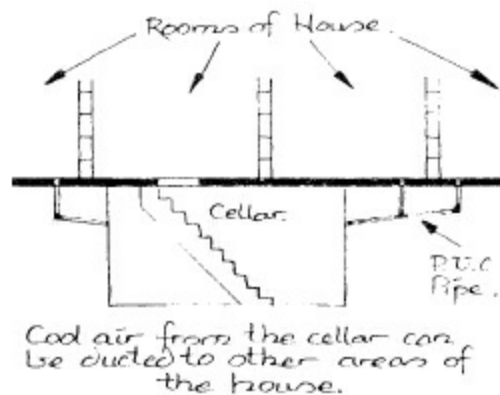 Rooms of House.
Cellar.
P.V.C
Pipe.
Cool air from the cellar can
be ducted to other areas of
the house.